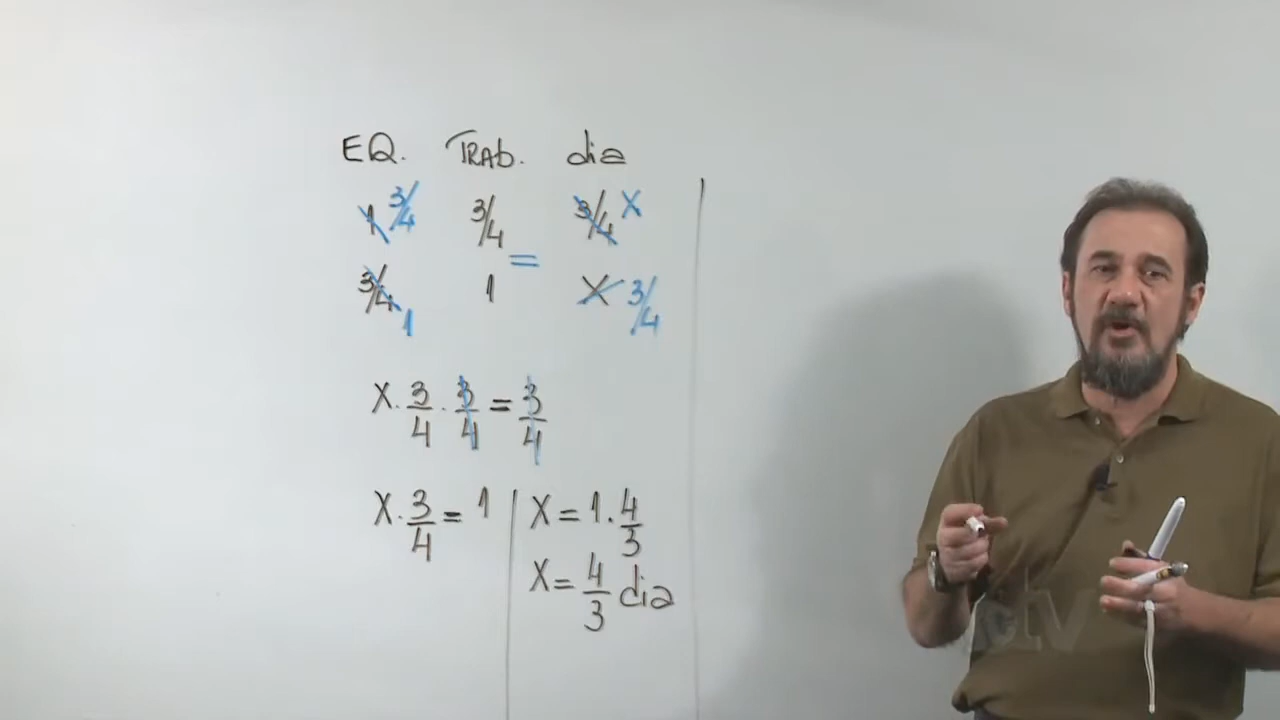 EQ. TRAb. dia
1 3/4 3/4 3/4 X
=
3/4 1 1 X 3/4
X . 3/4 . 3/4 = 3/4
X . 3/4 = 1
X = 1 . 4/3
X = 4/3 dia